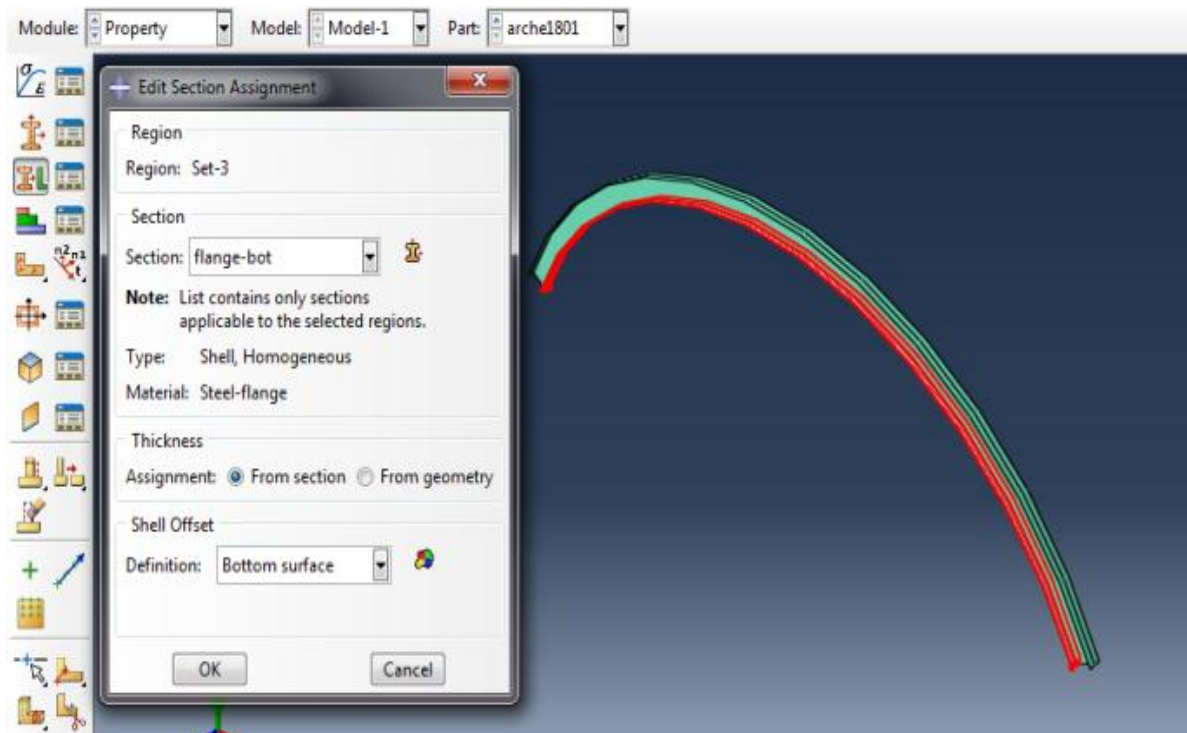 Module: Property Model: Model-1 Part: arche1801
Edit Section Assignment
Region
Region: Set-3
Section
Section: flange-bot
Note: List contains only sections
applicable to the selected regions.
Type: Shell, Homogeneous
Material: Steel-flange
Thickness
Assignment: From section From geometry
Shell Offset
Definition: Bottom surface
OK Cancel